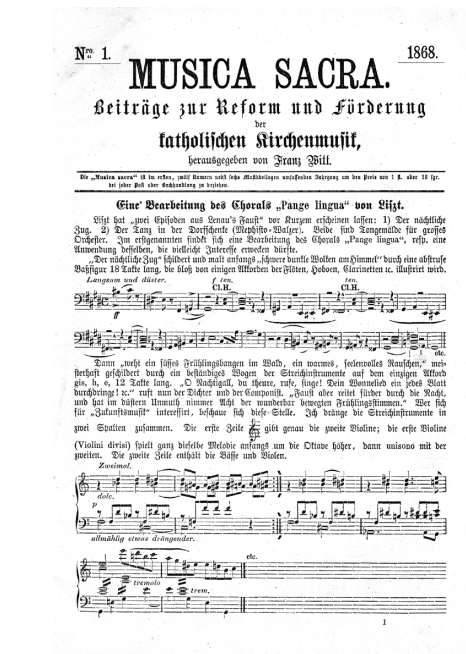 Nro. 1.
1868.
MUSICA SACRA.
Beiträge zur Reform und Förderung
der
katholischen Kirchenmusik,
herausgegeben von Franz Witt.
Die „Musica sacra“ ist im ersten, zwölf Numern nebst sechs Musikbeilagen umfassenden Jahrgang um den Preis von 1 fl. oder 18 sgr.
bei jeder Post oder Buchhandlung zu beziehen.
Eine Bearbeitung des Chorals „Pange lingua“ von Liszt.
Liszt hat „zwei Episoden aus Lenau's Faust“ vor Kurzem erscheinen lassen: 1) Der nächtliche
Zug. 2) Der Tanz in der Dorfschenke (Mephisto-Walzer). Beide sind Tongemälde für großes
Orchester. Im erstgenannten findet sich eine Bearbeitung des Chorals „Pange lingua“, resp. eine
Anwendung desselben, die vielleicht Interesse erwecken dürfte.
„Der nächtliche Zug“ schildert und malt anfangs „schwere dunkle Wolken am Himmel“ durch eine abstruse
Baßfigur 18 Takte lang, die bloß von einigen Akkorden der Flöten, Hoboen, Clarinetten ec. illustrirt wird.
Langsam und düster.
f ten.
Cl.H.
ten.
Cl.H.
etc.
Dann „weht ein süßes Frühlingsbangen im Wald, ein warmes, seelenvolles Rauschen,“ mei-
sterhaft geschildert durch ein beständiges Wogen der Streichinstrumente auf dem einzigen Akkord
gis, h, e, 12 Takte lang. „O Nachtigall, du theure, rufe, singe! Dein Wonnelied ein jedes Blatt
durchdring! ec.“ ruft nun der Dichter und der Componist. „Faust aber reitet fürder durch die Nacht,
und hat im düstern Unmuth nimmer Acht der wunderbar bewegten Frühlingsstimmen.“ Wer sich
für „Zukunftsmusik“ interessirt, beschaue sich diese Stelle. Ich dränge die Streichinstrumente in
zwei Spalten zusammen. Die erste Zeile gibt genau die zweite Violine; die erste Violine
(Violini divisi) spielt ganz dieselbe Melodie anfangs um die Oktave höher, dann unisono mit der
zweiten. Die zweite Zeile enthält die Bässe und Violen.
Zweimal.
dolc.
p
allmählig etwas drängender.
etc.
tremolo
trem.
1